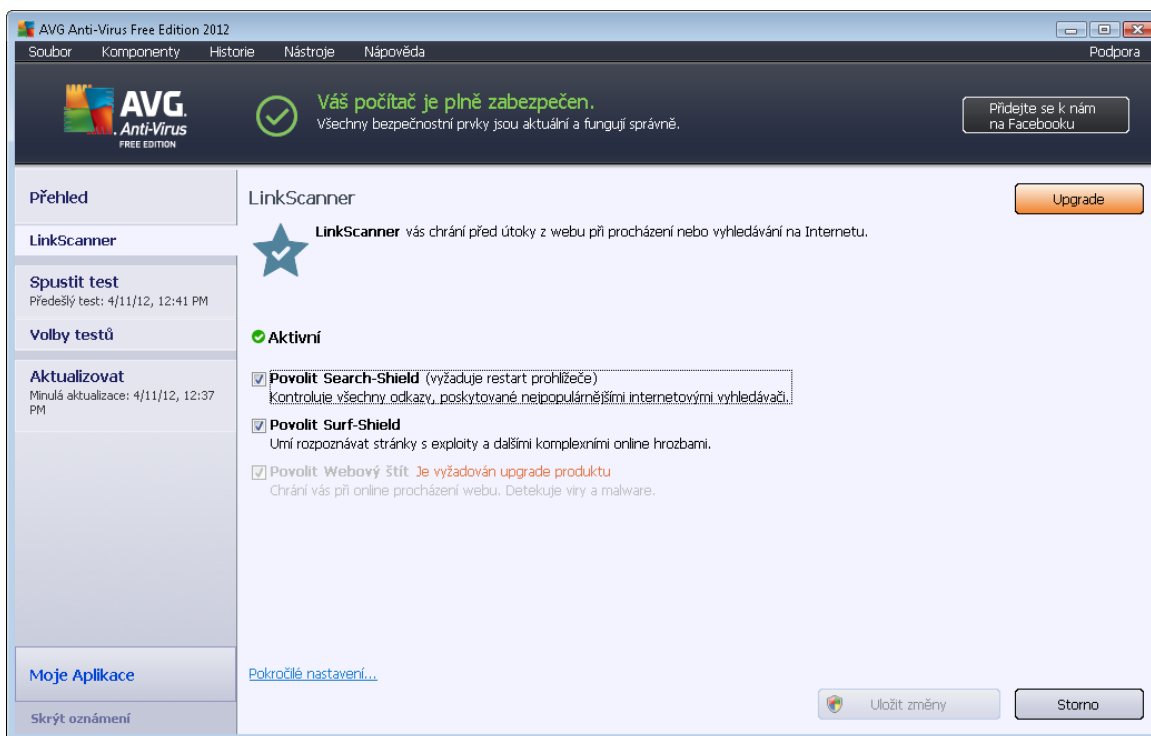 AVG Anti-Virus Free Edition 2012
Soubor Komponenty Historie Nástroje Nápověda Podpora
AVG.
Anti-Virus
FREE EDITION
Váš počítač je plně zabezpečen.
Všechny bezpečnostní prvky jsou aktuální a fungují správně.
Přidejte se k nám
na Facebooku
Přehled
LinkScanner
Spustit test
Předešlý test: 4/11/12, 12:41 PM
Volby testů
Aktualizovat
Minulá aktualizace: 4/11/12, 12:37
PM
Moje Aplikace
Skrýt oznámení
LinkScanner
Upgrade
LinkScanner vás chrání před útoky z webu při procházení nebo vyhledávání na Internetu.
Aktivní
Povolit Search-Shield (vyžaduje restart prohlížeče)
Kontroluje všechny odkazy, poskytované nejpopulárnějšími internetovými vyhledávači.
Povolit Surf-Shield
Umí rozpoznávat stránky s exploity a dalšími komplexními online hrozbami.
Povolit Webový štít Je vyžadován upgrade produktu
Chrání vás při online procházení webu. Detekuje viry a malware.
Pokročilé nastavení...
Uložit změny
Storno